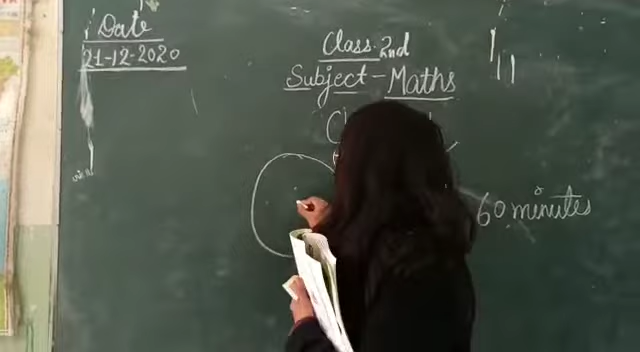 Date
21-12-2020
Class 2nd
Subject - Maths
60 minutes